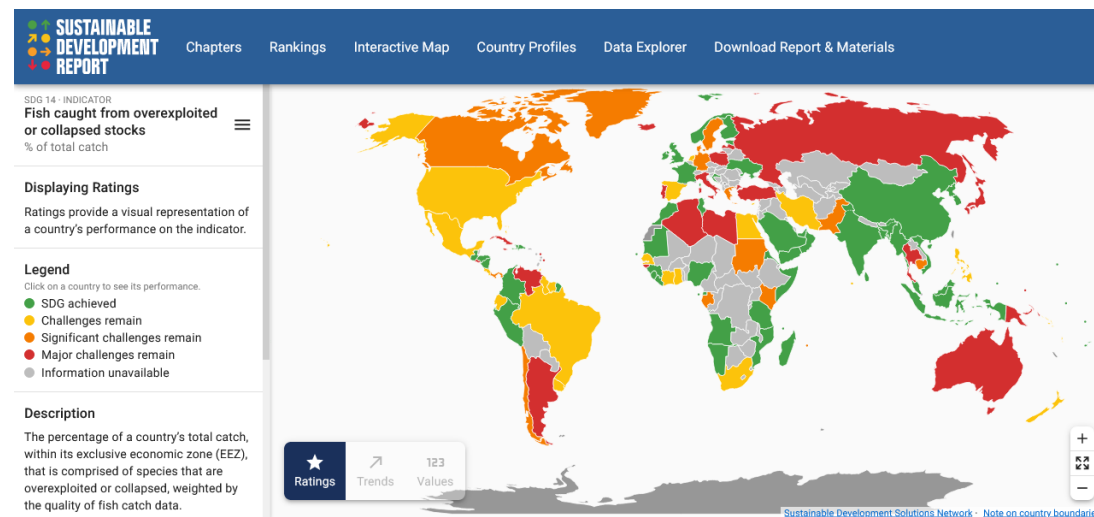 SUSTAINABLE
DEVELOPMENT
REPORT
Chapters
Rankings
Interactive Map
Country Profiles
Data Explorer
Download Report & Materials
SDG 14 · INDICATOR
Fish caught from overexploited
or collapsed stocks
% of total catch
Displaying Ratings
Ratings provide a visual representation of
a country's performance on the indicator.
Legend
Click on a country to see its performance.
SDG achieved
Challenges remain
Significant challenges remain
Major challenges remain
Information unavailable
Description
The percentage of a country's total catch,
within its exclusive economic zone (EEZ),
that is comprised of species that are
overexploited or collapsed, weighted by
the quality of fish catch data.
Ratings
Trends
123
Values
+
−
Sustainable Development Solutions Network · Note on country boundarie